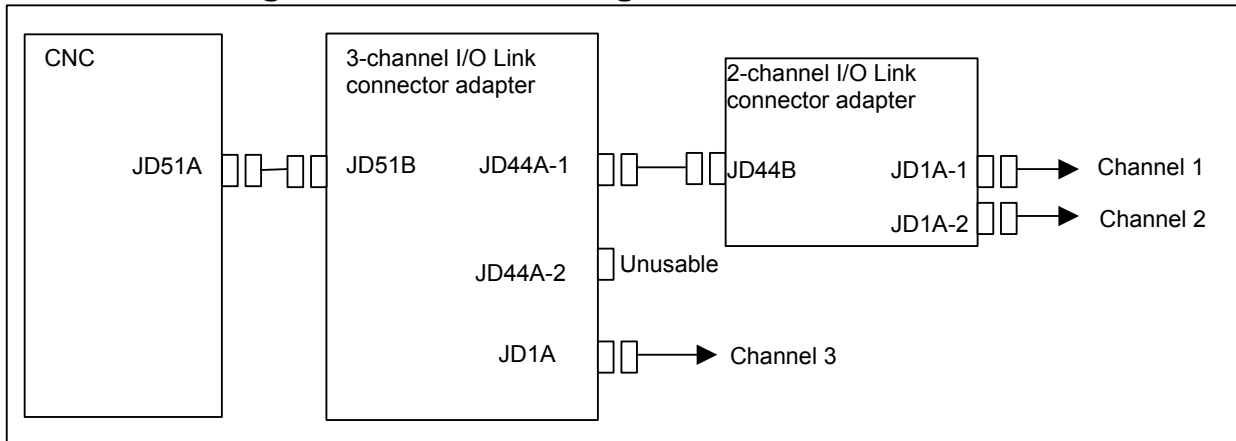 CNC
JD51A
3-channel I/O Link
connector adapter
JD51B
JD44A-1
JD44A-2
Unusable
JD1A
Channel 3
2-channel I/O Link
connector adapter
JD44B
JD1A-1
Channel 1
JD1A-2
Channel 2